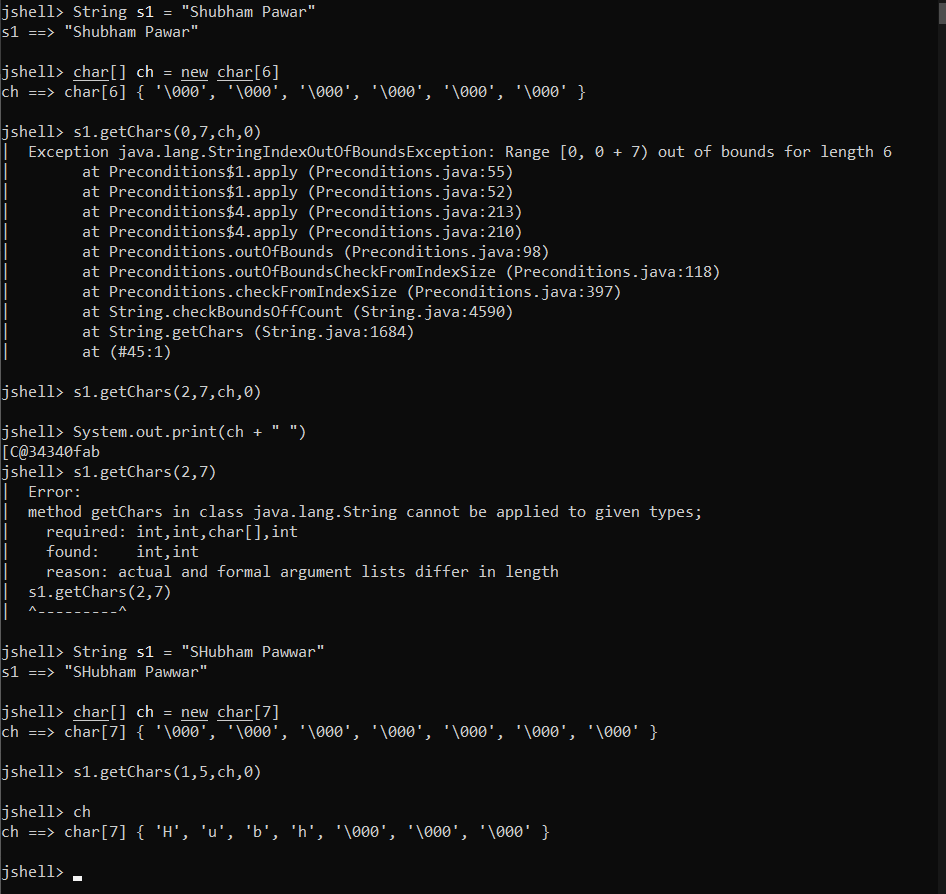 jshell> String s1 = "Shubham Pawar"
s1 ==> "Shubham Pawar"
jshell> char[] ch = new char[6]
ch ==> char[6] { '\000', '\000', '\000', '\000', '\000', '\000' }
jshell> s1.getChars(0,7,ch,0)
|  Exception java.lang.StringIndexOutOfBoundsException: Range [0, 0 + 7) out of bounds for length 6
|        at Preconditions$1.apply (Preconditions.java:55)
|        at Preconditions$1.apply (Preconditions.java:52)
|        at Preconditions$4.apply (Preconditions.java:213)
|        at Preconditions$4.apply (Preconditions.java:210)
|        at Preconditions.outOfBounds (Preconditions.java:98)
|        at Preconditions.outOfBoundsCheckFromIndexSize (Preconditions.java:118)
|        at Preconditions.checkFromIndexSize (Preconditions.java:397)
|        at String.checkBoundsOffCount (String.java:4590)
|        at String.getChars (String.java:1684)
|        at (#45:1)
jshell> s1.getChars(2,7,ch,0)
jshell> System.out.print(ch + " ")
[C@34340fab
jshell> s1.getChars(2,7)
|  Error:
|  method getChars in class java.lang.String cannot be applied to given types;
|    required: int,int,char[],int
|    found:    int,int
|    reason: actual and formal argument lists differ in length
|  s1.getChars(2,7)
|  ^---------^
jshell> String s1 = "SHubham Pawwar"
s1 ==> "SHubham Pawwar"
jshell> char[] ch = new char[7]
ch ==> char[7] { '\000', '\000', '\000', '\000', '\000', '\000', '\000' }
jshell> s1.getChars(1,5,ch,0)
jshell> ch
ch ==> char[7] { 'H', 'u', 'b', 'h', '\000', '\000', '\000' }
jshell>